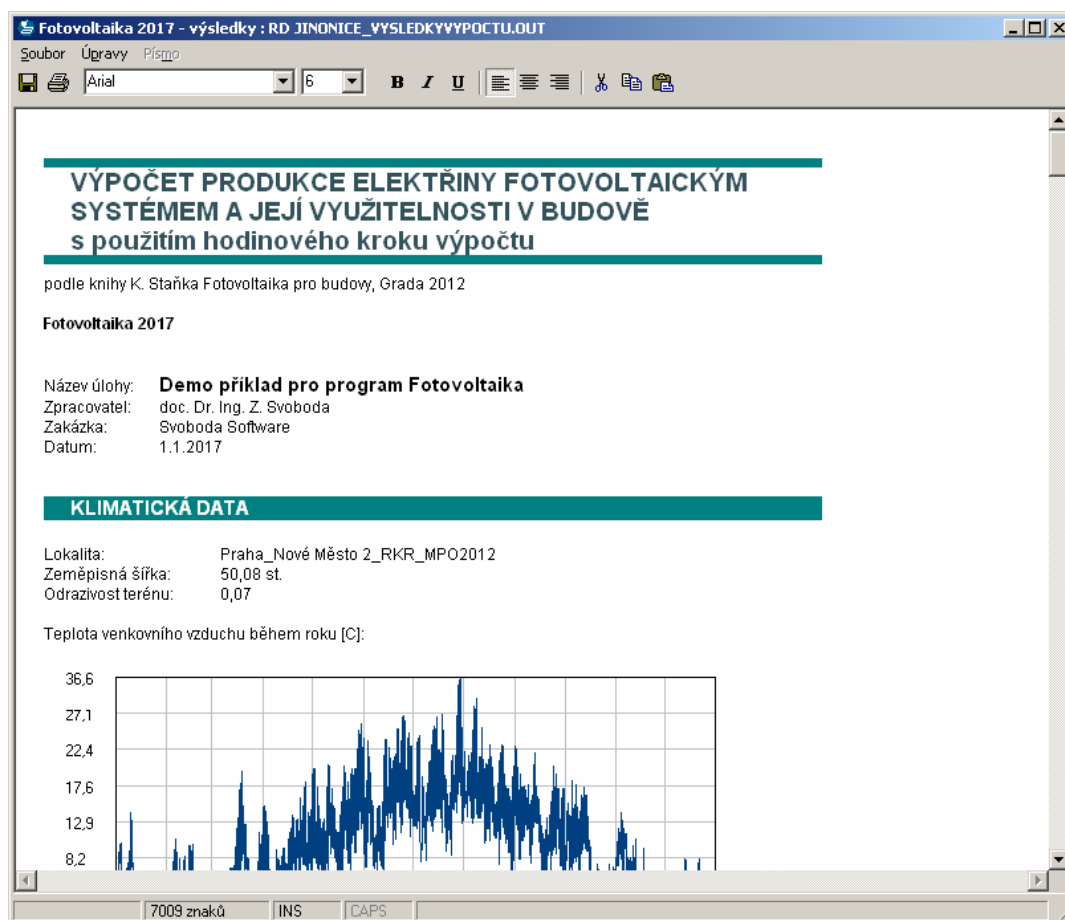 Fotovoltaika 2017 - výsledky : RD JINONICE_VYSLEDKYVYPOCTU.OUT
Soubor Úpravy Písmo
Arial 6 B I U
VÝPOČET PRODUKCE ELEKTŘINY FOTOVOLTAICKÝM
SYSTÉMEM A JEJÍ VYUŽITELNOSTI V BUDOVĚ
s použitím hodinového kroku výpočtu
podle knihy K. Staňka Fotovoltaika pro budovy, Grada 2012
Fotovoltaika 2017
Název úlohy: Demo příklad pro program Fotovoltaika
Zpracovatel: doc. Dr. Ing. Z. Svoboda
Zakázka: Svoboda Software
Datum: 1.1.2017
KLIMATICKÁ DATA
Lokalita: Praha_Nové Město 2_RKR_MPO2012
Zeměpisná šířka: 50,08 st.
Odrazivost terénu: 0,07
Teplota venkovního vzduchu během roku [C]:
36,6
27,1
22,4
17,6
12,9
8,2
7009 znaků INS CAPS